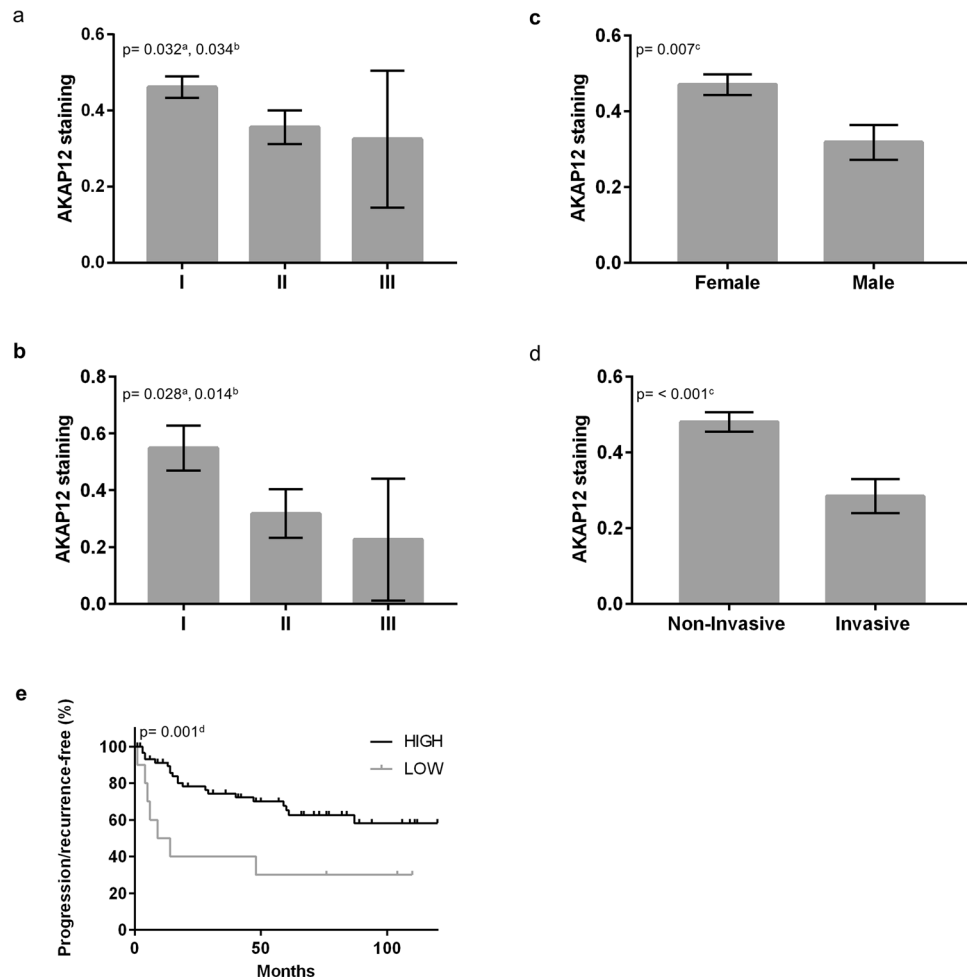 a
0.6
p= 0.032ᵃ, 0.034ᵇ
0.4
0.2
0.0
AKAP12 staining
I II III
c
0.6
p= 0.007ᶜ
0.4
0.2
0.0
AKAP12 staining
Female Male
b
0.8
p= 0.028ᵃ, 0.014ᵇ
0.6
0.4
0.2
0.0
AKAP12 staining
I II III
d
0.6
p= < 0.001ᶜ
0.4
0.2
0.0
AKAP12 staining
Non-Invasive Invasive
e
p= 0.001ᵈ
HIGH
LOW
100
80
60
40
20
0
Progression/recurrence-free (%)
0 50 100
Months